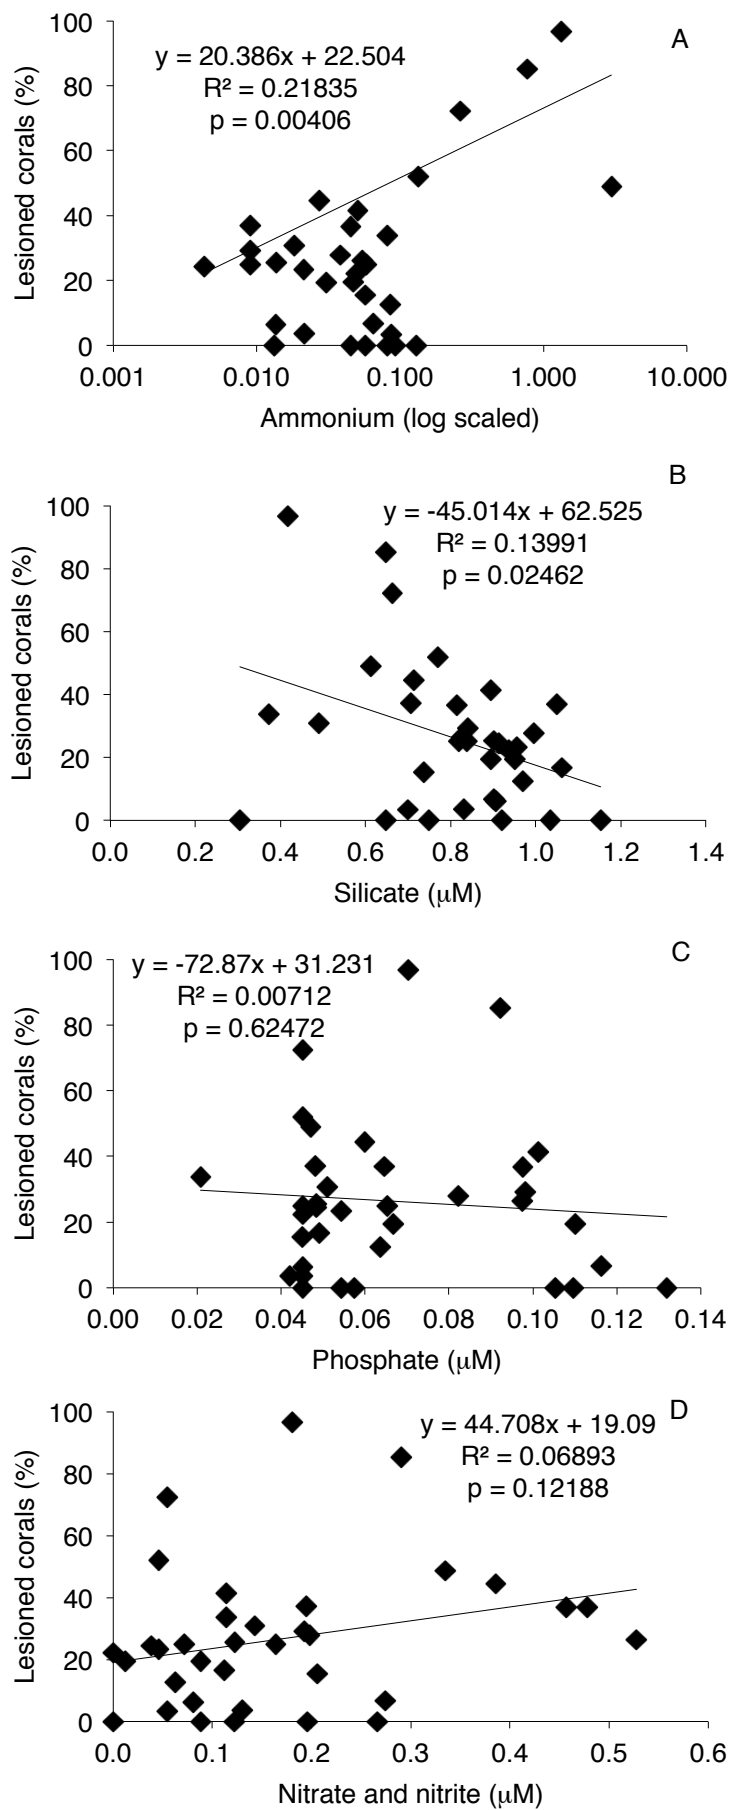 A
y = 20.386x + 22.504
R² = 0.21835
p = 0.00406
Lesioned corals (%)
100
80
60
40
20
0
0.001 0.010 0.100 1.000 10.000
Ammonium (log scaled)
B
y = -45.014x + 62.525
R² = 0.13991
p = 0.02462
Lesioned corals (%)
100
80
60
40
20
0
0.0 0.2 0.4 0.6 0.8 1.0 1.2 1.4
Silicate (μM)
C
y = -72.87x + 31.231
R² = 0.00712
p = 0.62472
Lesioned corals (%)
100
80
60
40
20
0
0.00 0.02 0.04 0.06 0.08 0.10 0.12 0.14
Phosphate (μM)
D
y = 44.708x + 19.09
R² = 0.06893
p = 0.12188
Lesioned corals (%)
100
80
60
40
20
0
0.0 0.1 0.2 0.3 0.4 0.5 0.6
Nitrate and nitrite (μM)